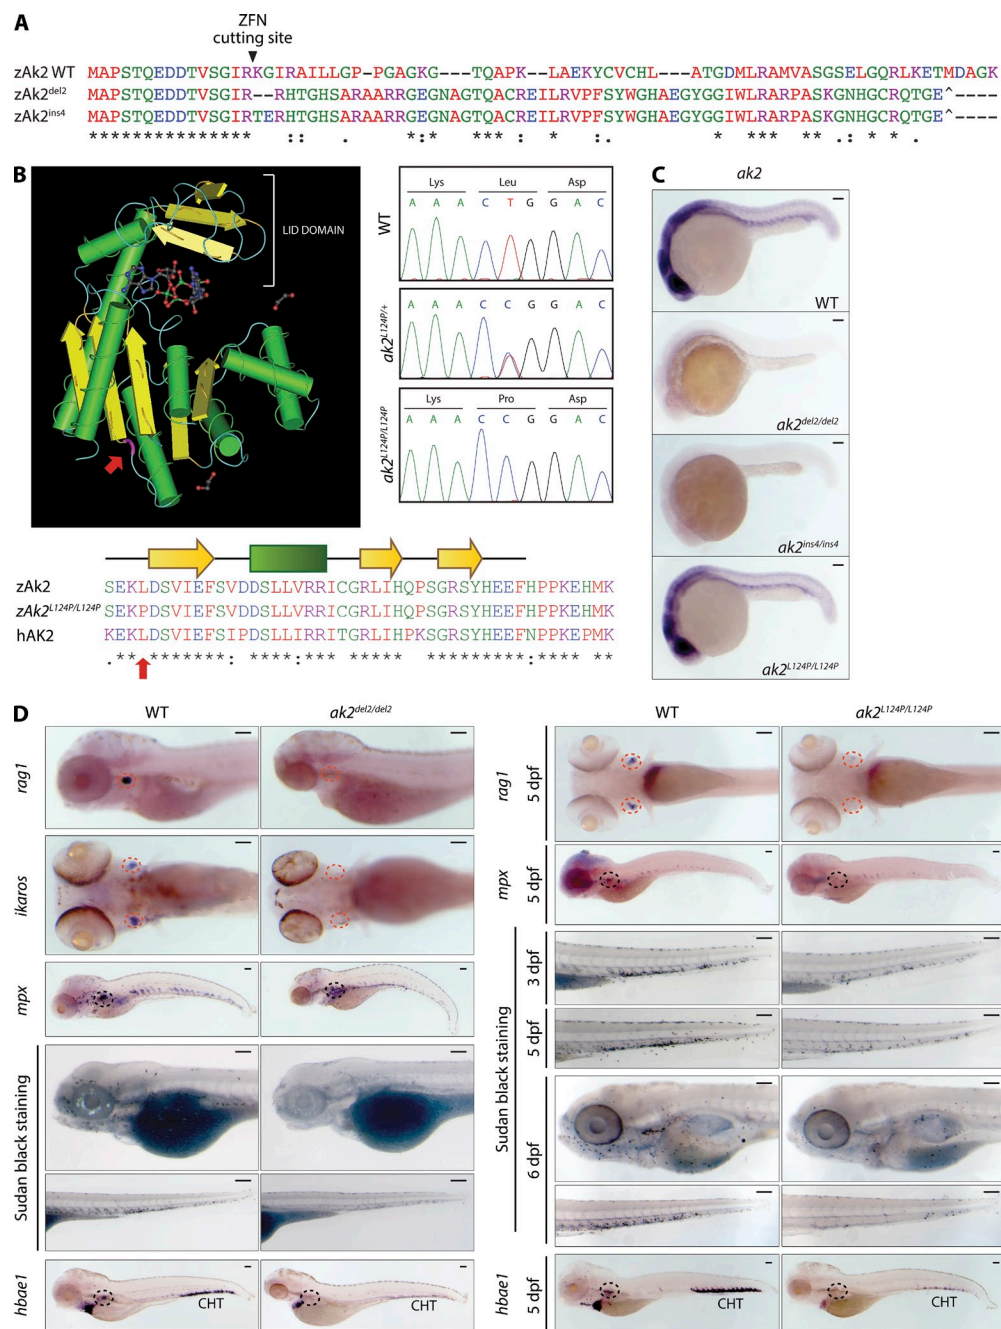 A
ZFN
cutting site
zAk2 WT MAPSTQEDDTVSGIRKGIRAILLGP-PGAGKG---TQAPK--LAEKYCVCHL---ATGDMLRAMVASGSELGQRLKETMDAGK
zAk2del2 MAPSTQEDDTVSGIR--RHTGHSARAARRGEGNAGTQACREILRVPFSYWGHAEGYGGIWLRARPASKGNHGCRQTGE^----
zAk2ins4 MAPSTQEDDTVSGIRTERHTGHSARAARRGEGNAGTQACREILRVPFSYWGHAEGYGGIWLRARPASKGNHGCRQTGE^----
B
LID DOMAIN
WT
Lys Leu Asp
A A A C T G G A C
ak2L124P/+
A A A C C G G A C
ak2L124P/L124P
Lys Pro Asp
A A A C C G G A C
zAk2 SEKLDSVIEFSVDDSLLVRRICGRLIHQPSGRSYHEEFHPPKEHMK
zAk2L124P/L124P SEKPDSVIEFSVDDSLLVRRICGRLIHQPSGRSYHEEFHPPKEHMK
hAK2 KEKLDSVIEFSIPDSLLIRRITGRLIHPKSGRSYHEEFNPPKEPMK
C
ak2
WT
ak2del2/del2
ak2ins4/ins4
ak2L124P/L124P
D
WT ak2del2/del2
rag1
ikaros
mpx
Sudan black staining
hbae1
CHT CHT
WT ak2L124P/L124P
rag1
5 dpf
mpx
5 dpf
Sudan black staining
3 dpf
5 dpf
6 dpf
hbae1
5 dpf
CHT CHT